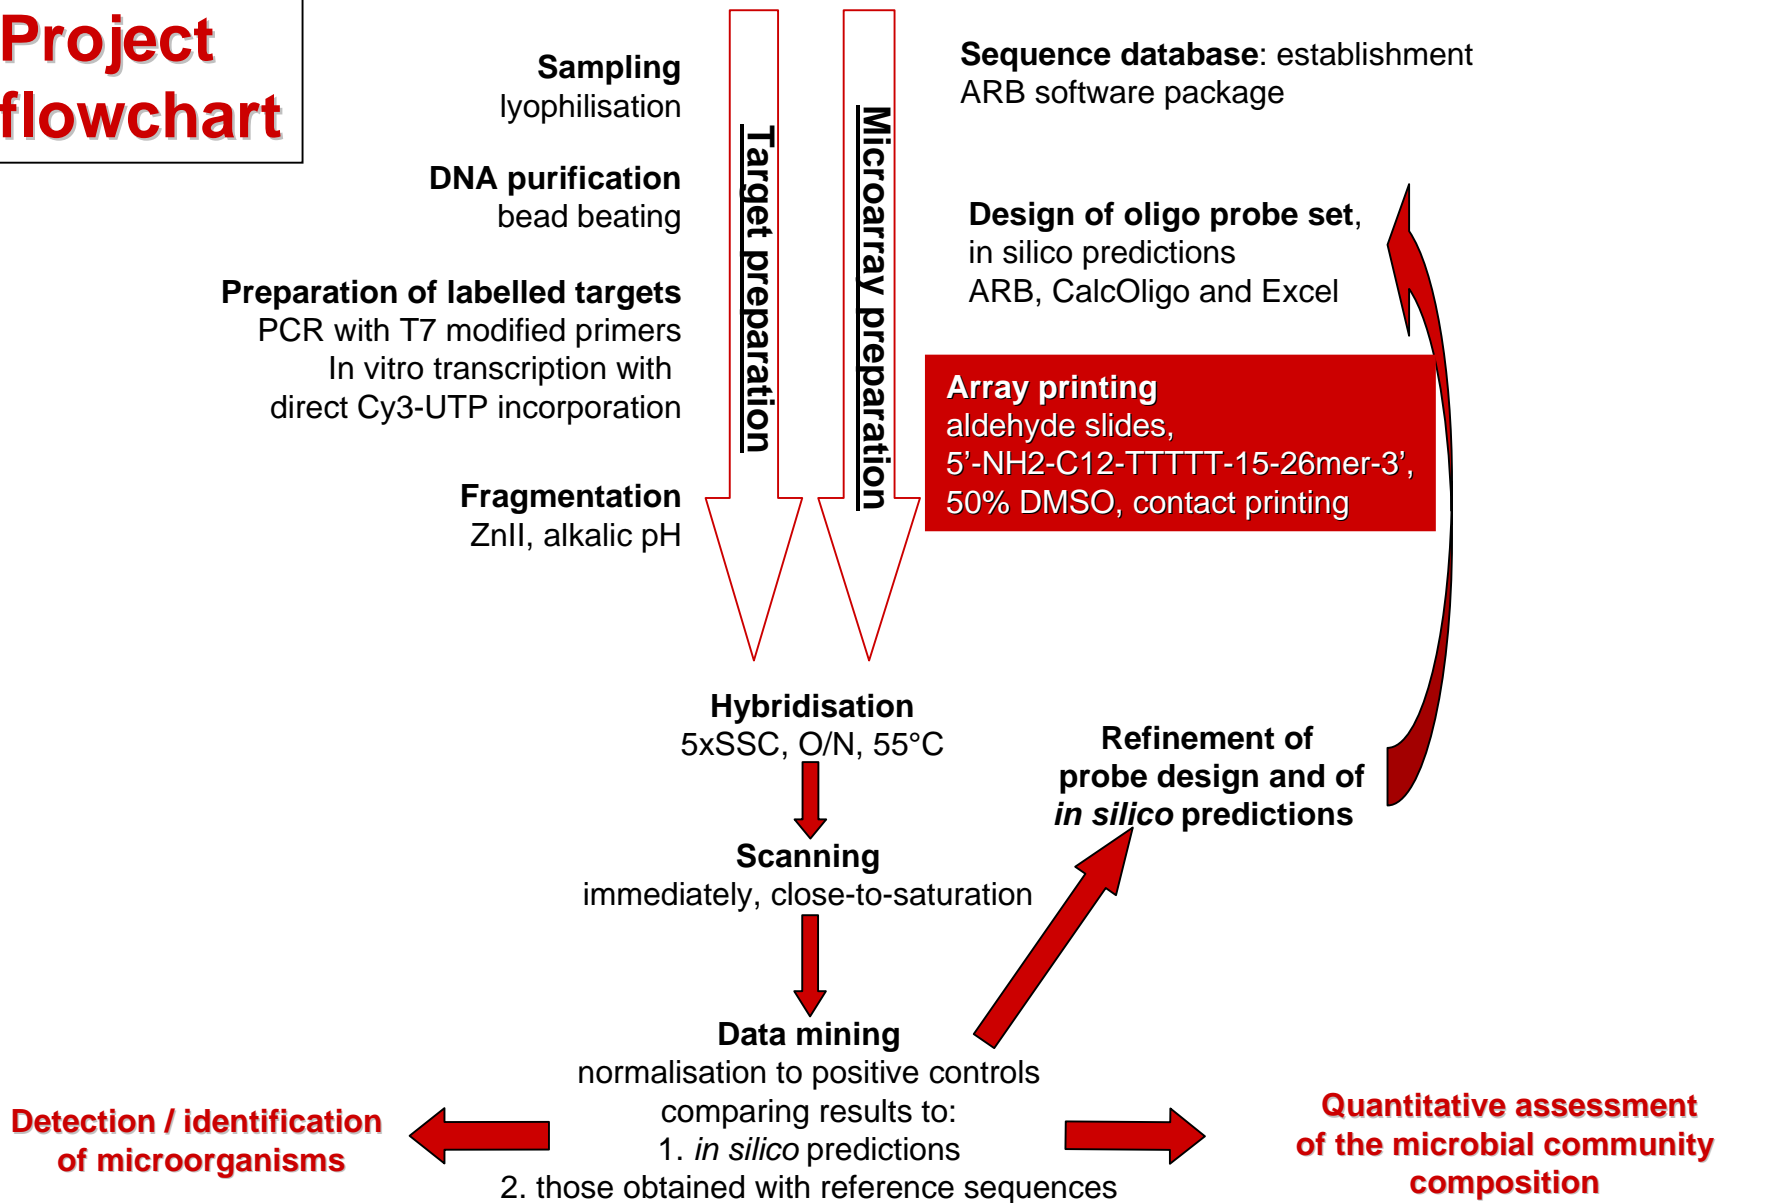 Project
flowchart
Sampling
lyophilisation
DNA purification
bead beating
Preparation of labelled targets
PCR with T7 modified primers
In vitro transcription with
direct Cy3-UTP incorporation
Fragmentation
ZnII, alkalic pH
Target preparation
Microarray preparation
Sequence database: establishment
ARB software package
Design of oligo probe set,
in silico predictions
ARB, CalcOligo and Excel
Array printing
aldehyde slides,
5’-NH2-C12-TTTTT-15-26mer-3’,
50% DMSO, contact printing
Hybridisation
5xSSC, O/N, 55°C
Refinement of
probe design and of
in silico predictions
Scanning
immediately, close-to-saturation
Data mining
normalisation to positive controls
comparing results to:
1. in silico predictions
2. those obtained with reference sequences
Detection / identification
of microorganisms
Quantitative assessment
of the microbial community
composition